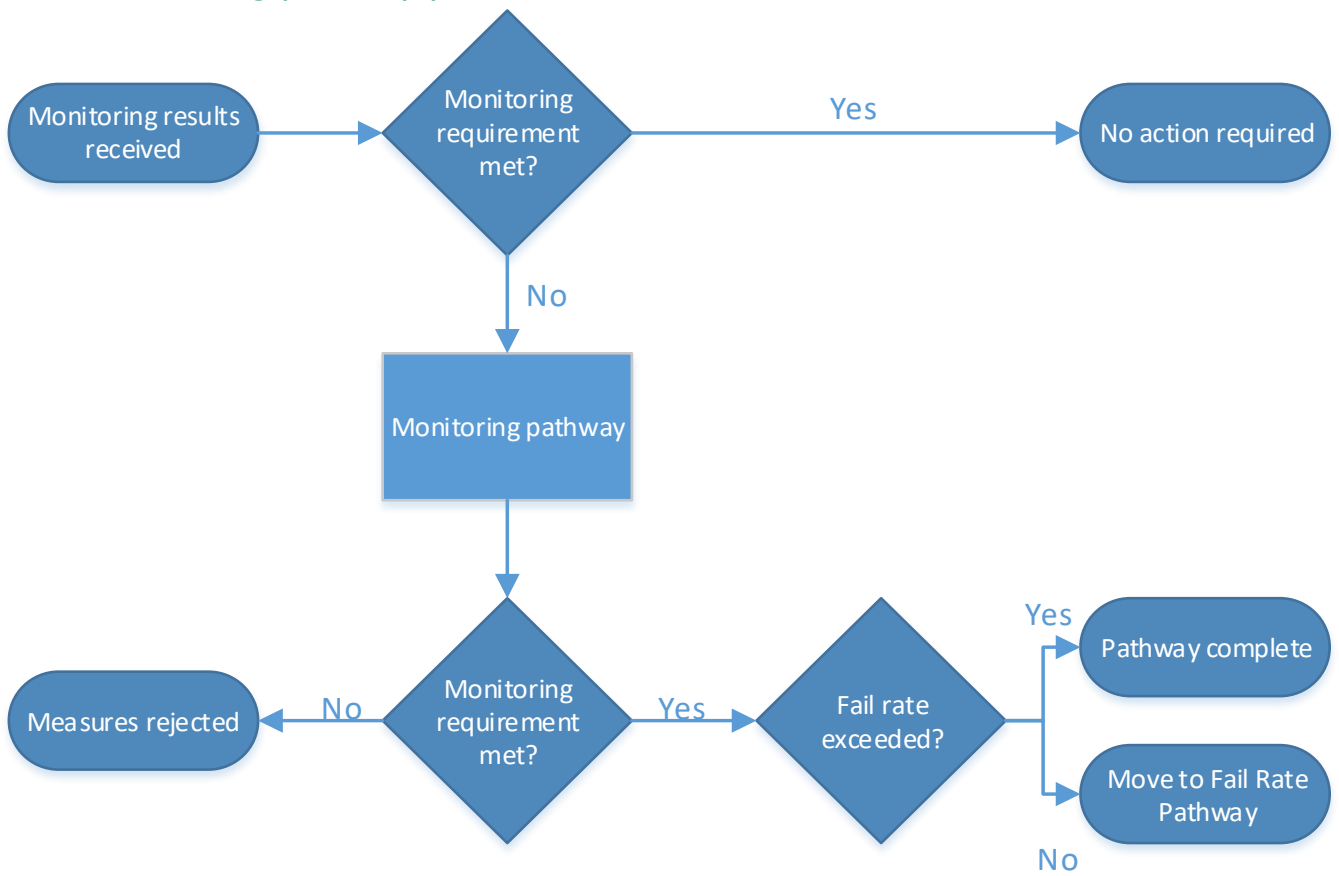 Monitoring results
received
Monitoring
requirement
met?
Yes
No action required
No
Monitoring pathway
Measures rejected
No
Monitoring
requirement
met?
Yes
Fail rate
exceeded?
Yes
Pathway complete
Move to Fail Rate
Pathway
No